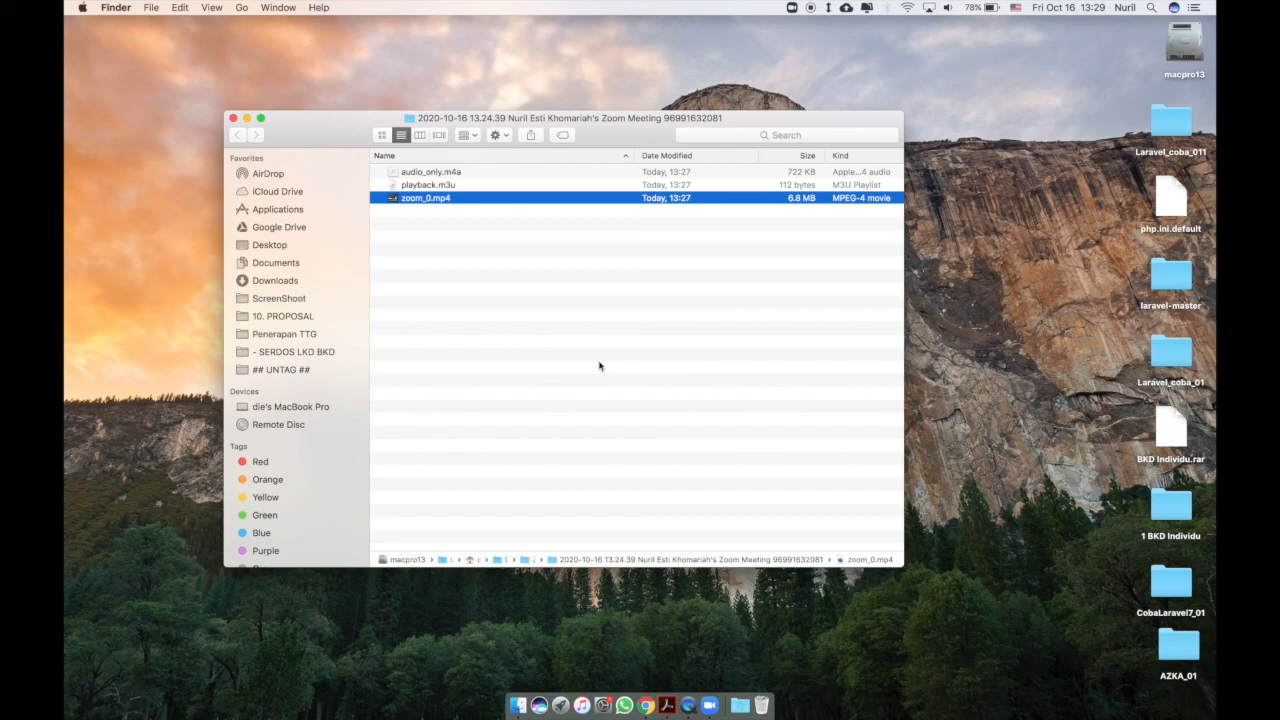 Finder File Edit View Go Window Help
78% Fri Oct 16 13:29 Nuril
macpro13
Laravel_coba_011
php.ini.default
laravel-master
Laravel_coba_01
BKD Individu.rar
1 BKD Individu
CobaLaravel7_01
AZKA_01
2020-10-16 13.24.39 Nuril Esti Khomariah's Zoom Meeting 96991632081
Search
Favorites
AirDrop
iCloud Drive
Applications
Google Drive
Desktop
Documents
Downloads
ScreenShoot
10. PROPOSAL
Penerapan TTG
- SERDOS LKD BKD
## UNTAG ##
Devices
die's MacBook Pro
Remote Disc
Tags
Red
Orange
Yellow
Green
Blue
Purple
Name Date Modified Size Kind
audio_only.m4a Today, 13:27 722 KB Apple...4 audio
playback.m3u Today, 13:27 112 bytes M3U Playlist
zoom_0.mp4 Today, 13:27 6.8 MB MPEG-4 movie
macpro13 › 2020-10-16 13.24.39 Nuril Esti Khomariah's Zoom Meeting 96991632081 › zoom_0.mp4